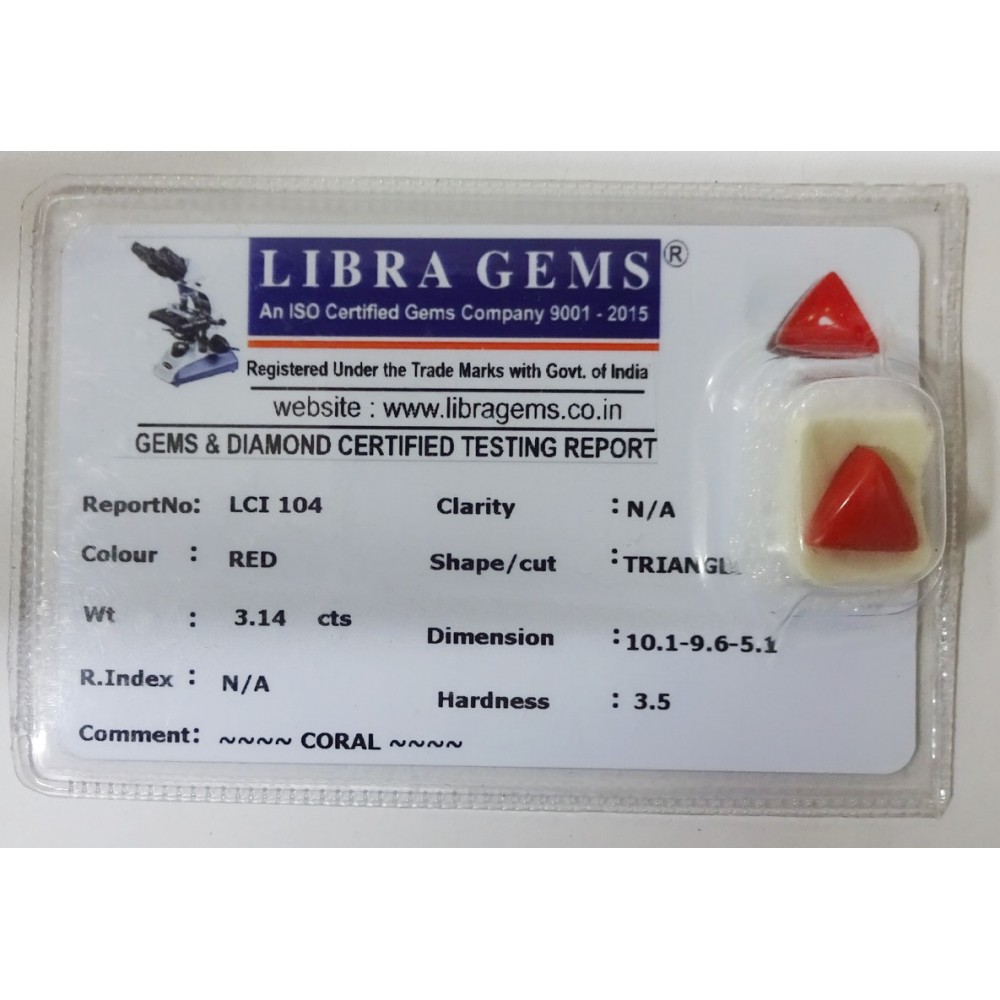 LIBRA GEMS®
An ISO Certified Gems Company 9001 - 2015
Registered Under the Trade Marks with Govt. of India
website : www.libragems.co.in
GEMS & DIAMOND CERTIFIED TESTING REPORT
ReportNo: LCI 104 Clarity : N/A
Colour : RED Shape/cut : TRIANGL
Wt : 3.14 cts Dimension : 10.1-9.6-5.1
R.Index : N/A Hardness : 3.5
Comment: ~~~~ CORAL ~~~~